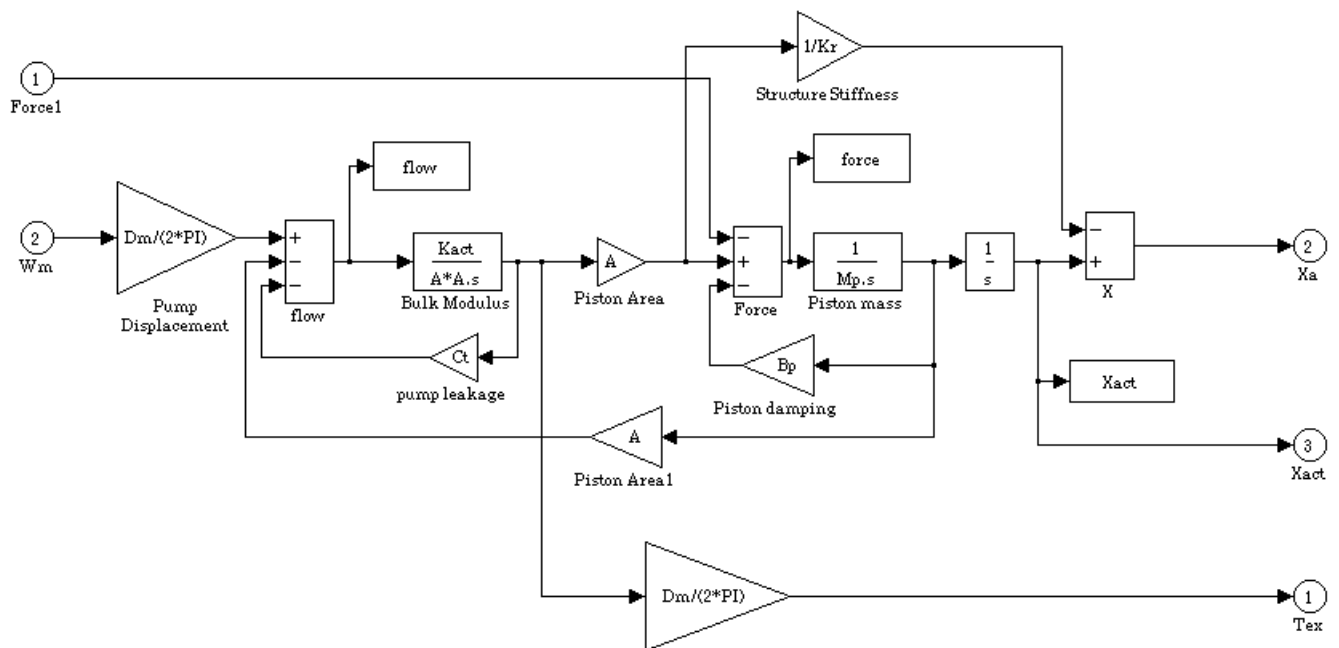 1
Force1
2
Wm
Dm/(2*PI)
Pump
Displacement
+
−
−
flow
flow
Kact
A*A.s
Bulk Modulus
Ct
pump leakage
A
Piston Area
A
Piston Area1
1/Kr
Structure Stiffness
−
+
−
Force
force
1
Mp.s
Piston mass
Bp
Piston damping
1
s
−
+
X
2
Xa
Xact
3
Xact
Dm/(2*PI)
1
Tex